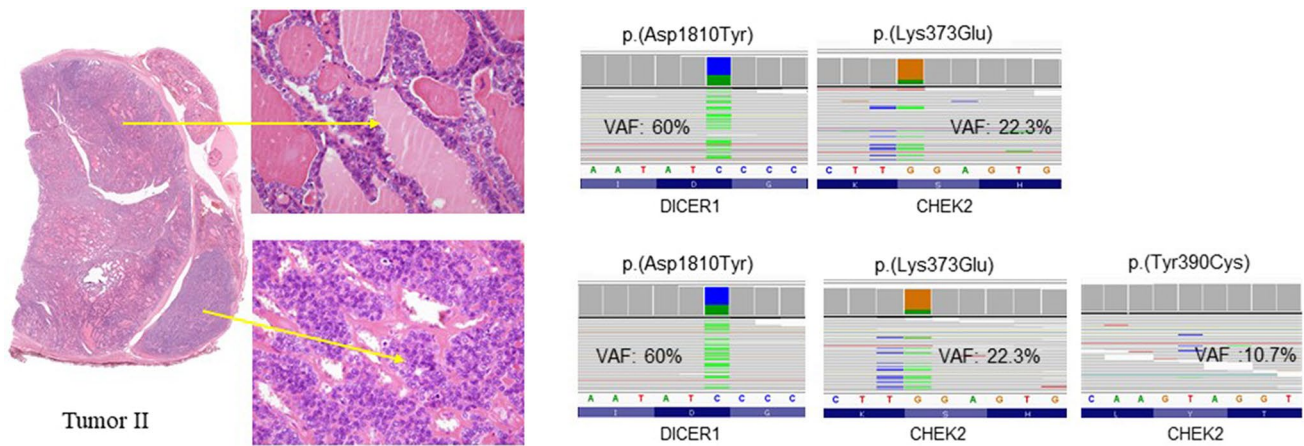 p.(Asp1810Tyr) p.(Lys373Glu)
VAF: 60% VAF: 22.3%
A A T A T C C C C C T T G G A G T G
I D G K S H
DICER1 CHEK2
p.(Asp1810Tyr) p.(Lys373Glu) p.(Tyr390Cys)
VAF: 60% VAF: 22.3% VAF :10.7%
A A T A T C C C C C T T G G A G T G C A A G T A G G T
I D G K S H L Y T
DICER1 CHEK2 CHEK2
Tumor II